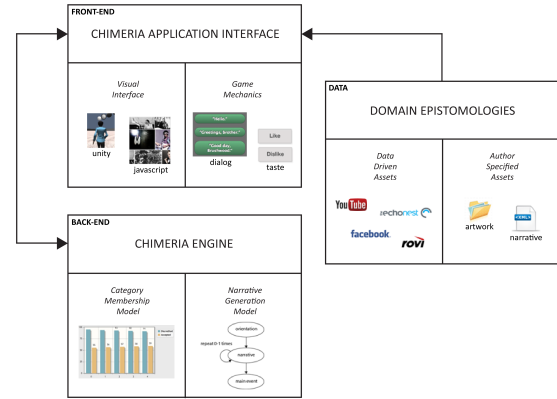 FRONT-END
CHIMERIA APPLICATION INTERFACE
Visual
Interface
unity
javascript
Game
Mechanics
"Hello."
"Greetings, brother."
"Good day,
Brushmead."
dialog
Like
Dislike
taste
DATA
DOMAIN EPISTOMOLOGIES
Data
Driven
Assets
YouTube
echonest
facebook
rovi
Author
Specified
Assets
artwork
narrative
BACK-END
CHIMERIA ENGINE
Category
Membership
Model
Narrative
Generation
Model
orientation
repeat 0-1 times
narrative
main:ment